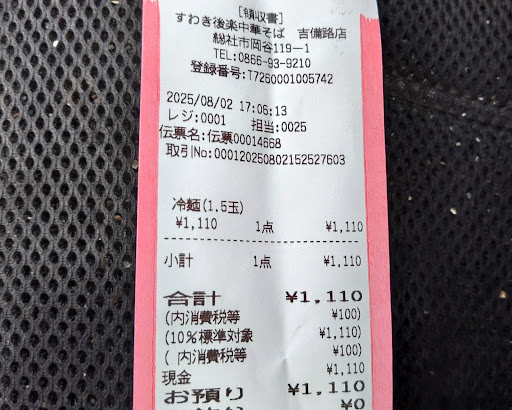 [領収書]
すわき後楽中華そば 吉備路店
総社市岡谷119-1
TEL:0866-93-9210
登録番号:T7260001005742
2025/08/02 17:06:13
レジ:0001 担当:0025
伝票名:伝票00014668
取引No:000120250802152527603
冷麺(1.5玉)
¥1,110 1点 ¥1,110
小計 1点 ¥1,110
合計 ¥1,110
(内消費税等 ¥100)
(10%標準対象 ¥1,110)
( 内消費税等 ¥100)
現金 ¥1,110
お預り ¥1,110
¥0